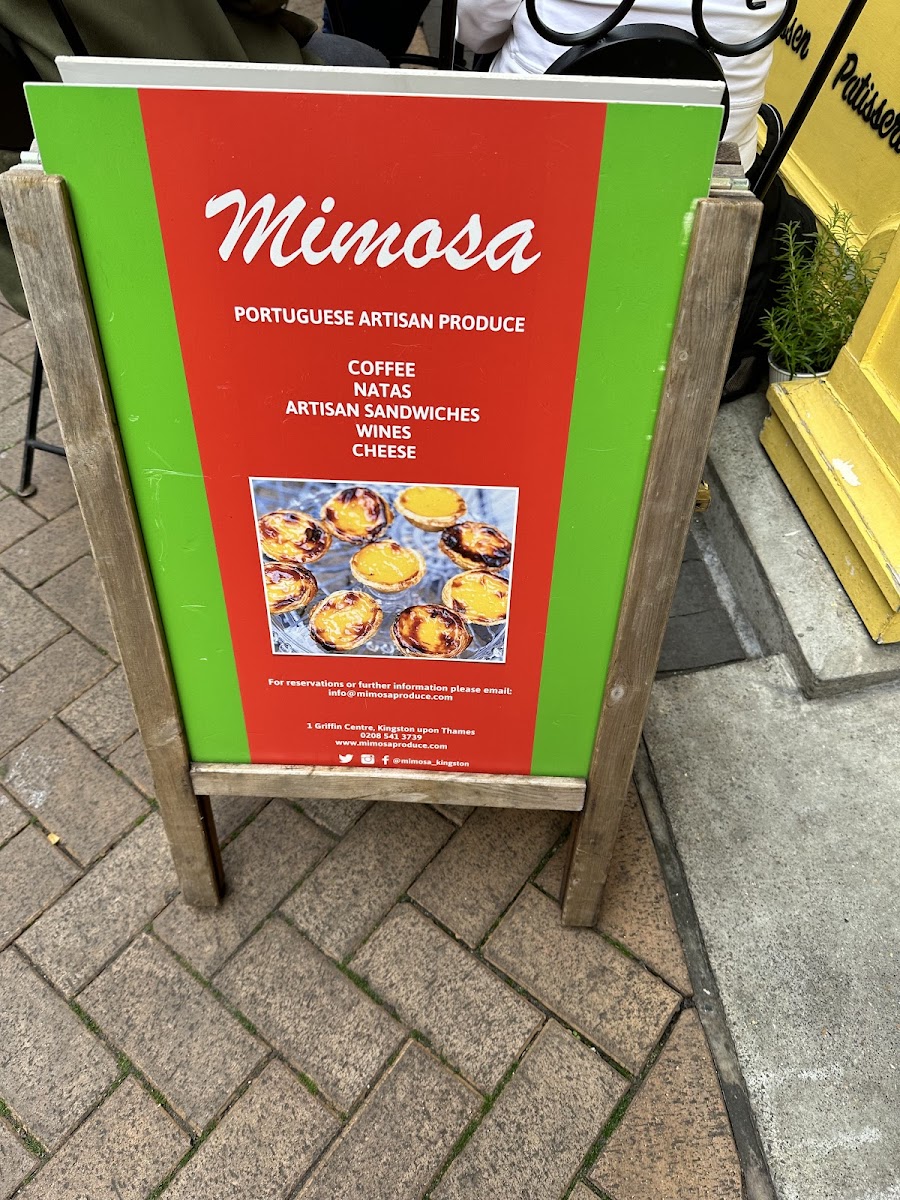 Mimosa
PORTUGUESE ARTISAN PRODUCE
COFFEE
NATAS
ARTISAN SANDWICHES
WINES
CHEESE
For reservations or further information please email:
info@mimosaproduce.com
1 Griffin Centre, Kingston upon Thames
0208 541 3739
www.mimosaproduce.com
@mimosa_kingston